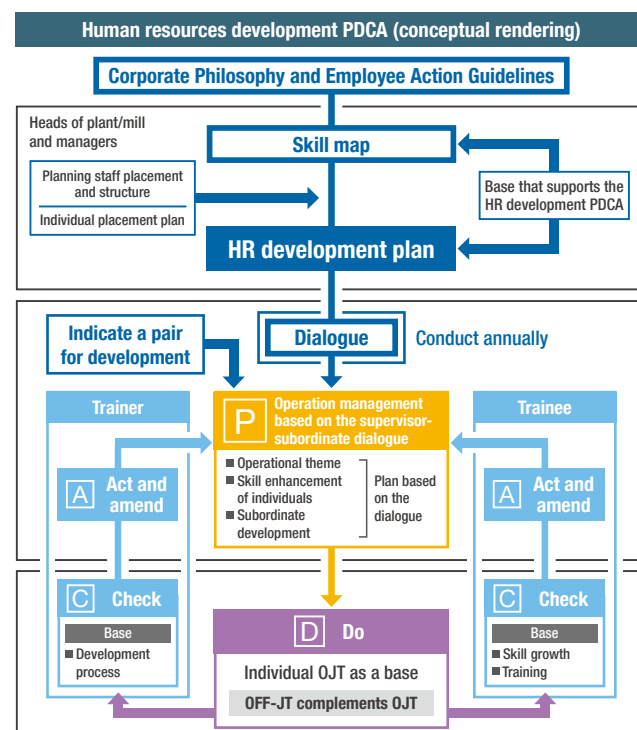 Human resources development PDCA (conceptual rendering)
Corporate Philosophy and Employee Action Guidelines
Heads of plant/mill
and managers
Skill map
Planning staff placement
and structure
Individual placement plan
Base that supports the
HR development PDCA
HR development plan
Indicate a pair
for development
Dialogue
Conduct annually
Trainer
P
Operation management
based on the supervisor-
subordinate dialogue
Trainee
■ Operational theme
■ Skill enhancement
of individuals
■ Subordinate
development
Plan based
on the
dialogue
A
Act and
amend
A
Act and
amend
C Check
Base
■ Development
process
D Do
Individual OJT as a base
OFF-JT complements OJT
C Check
Base
■ Skill growth
■ Training